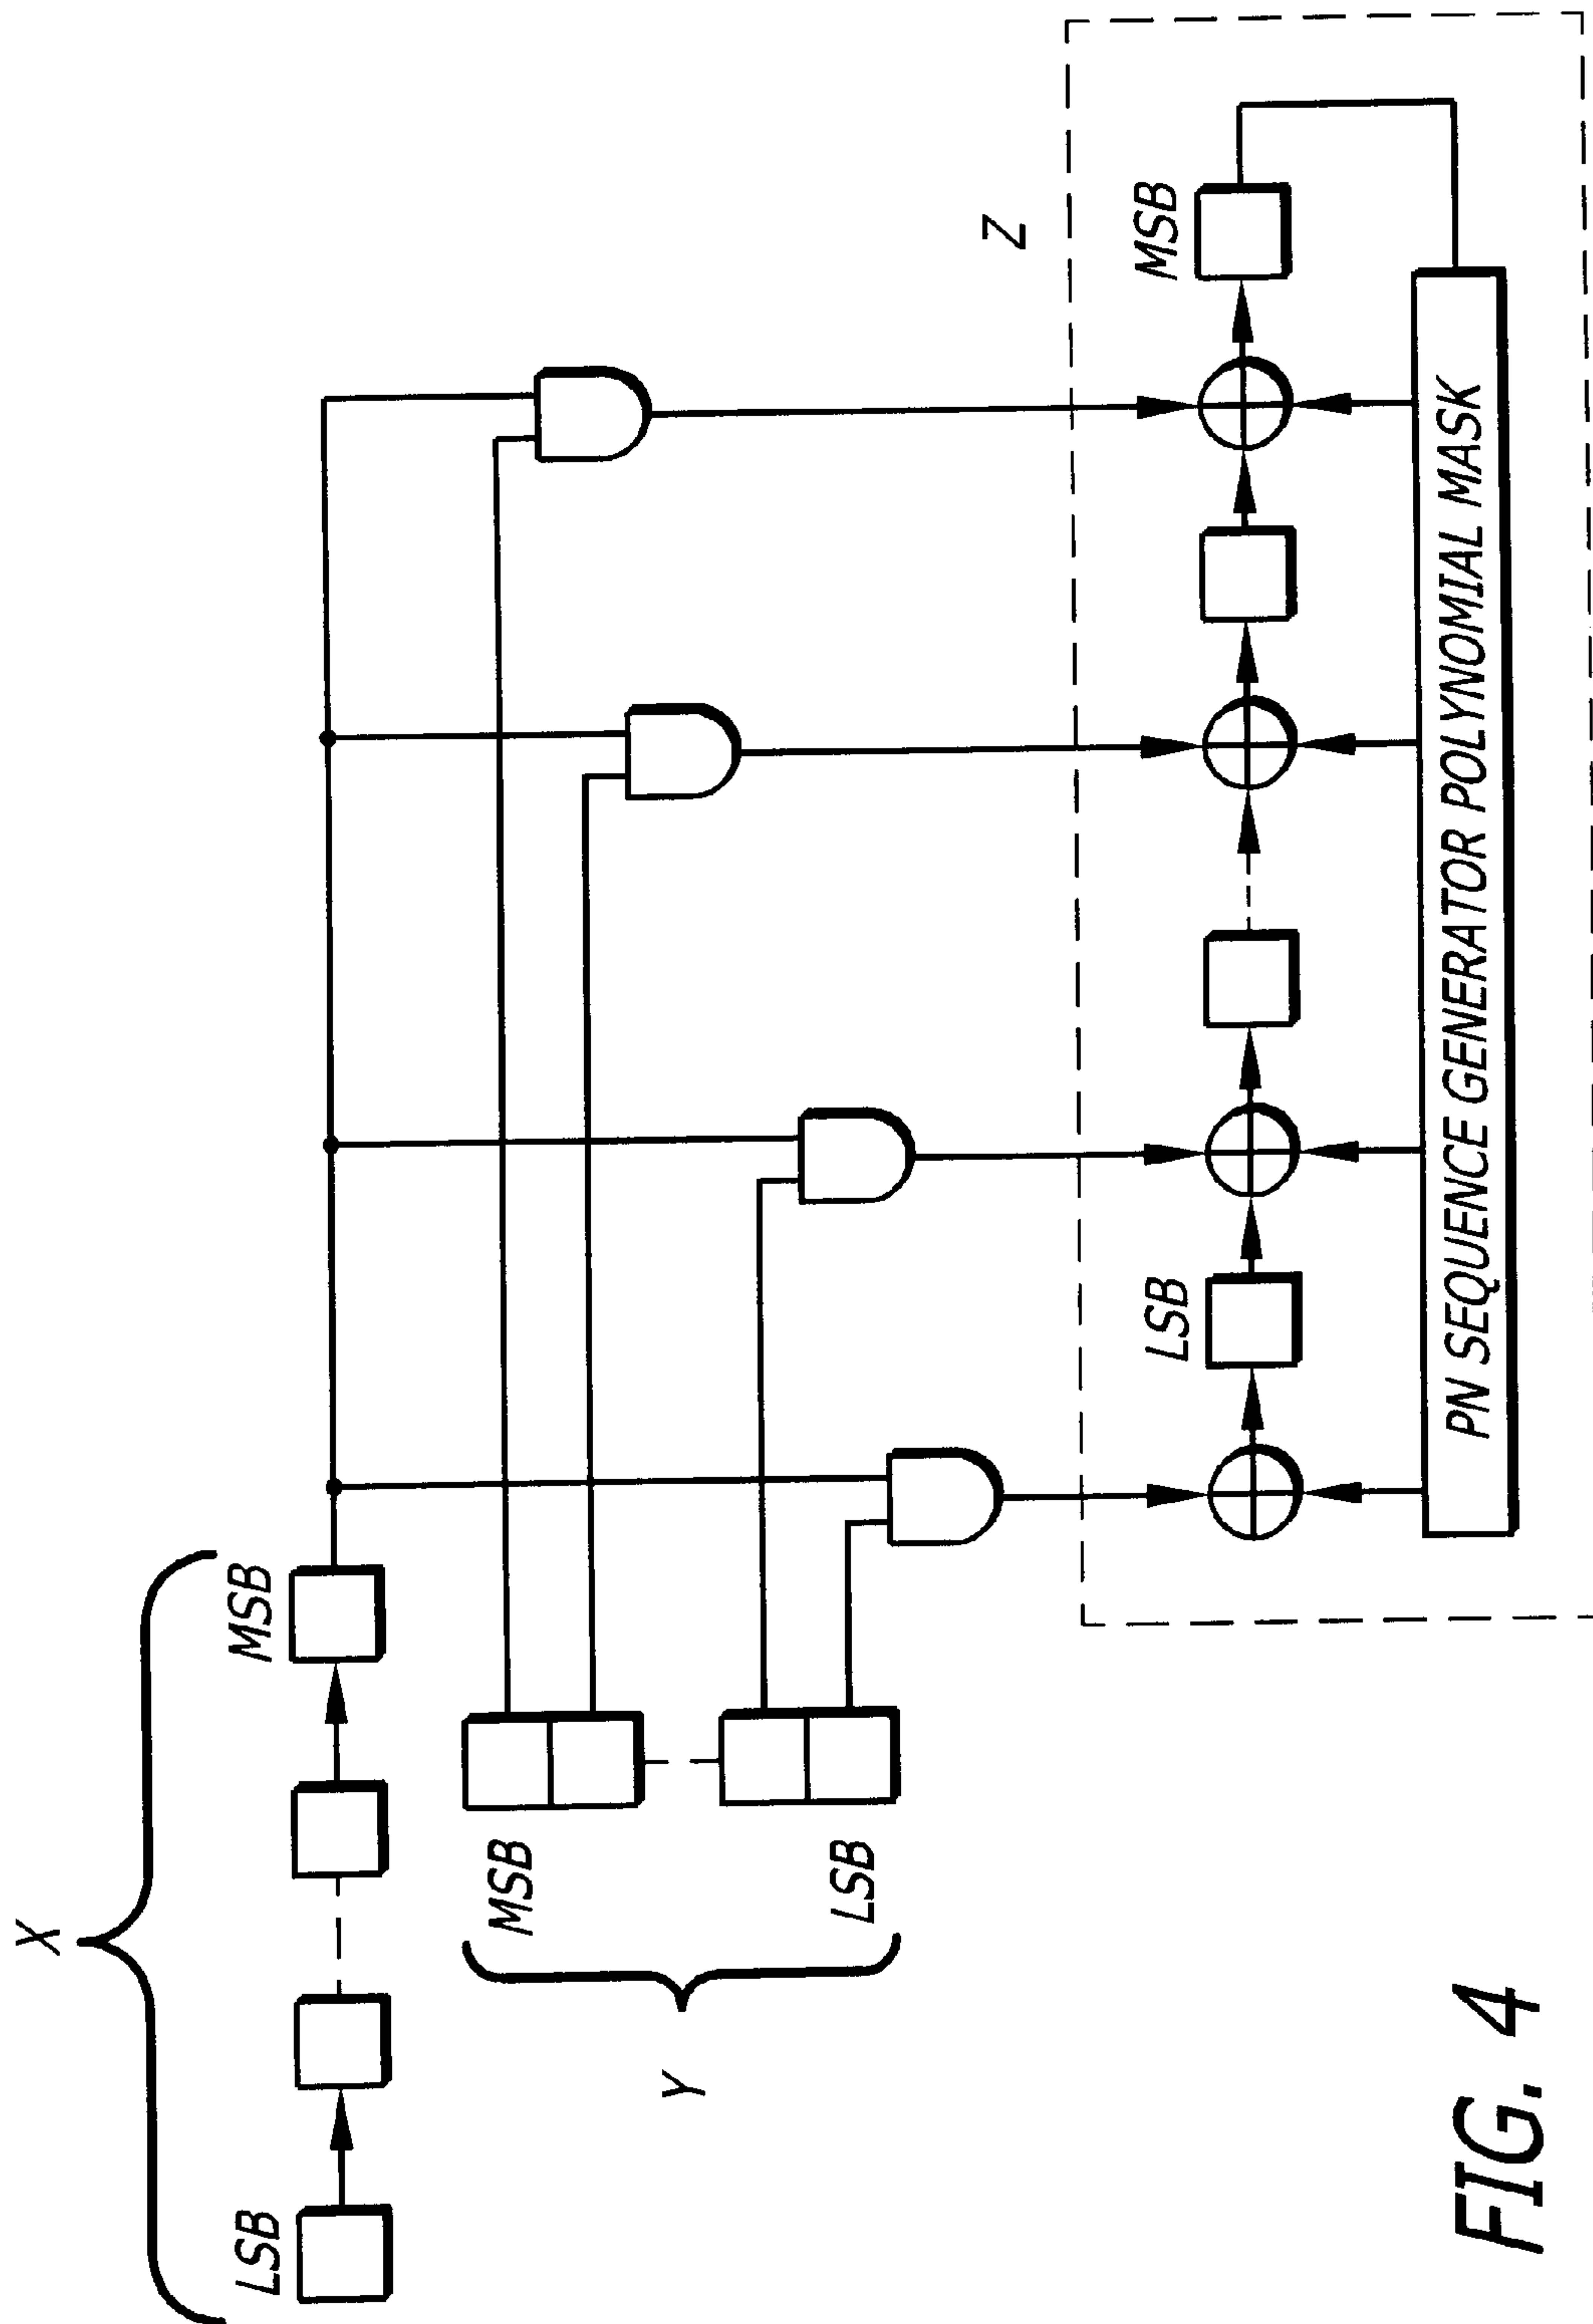 X
LSB
MSB
Y
MSB
LSB
Z
LSB
MSB
PN SEQUENCE GENERATOR POLYNOMIAL MASK
FIG. 4